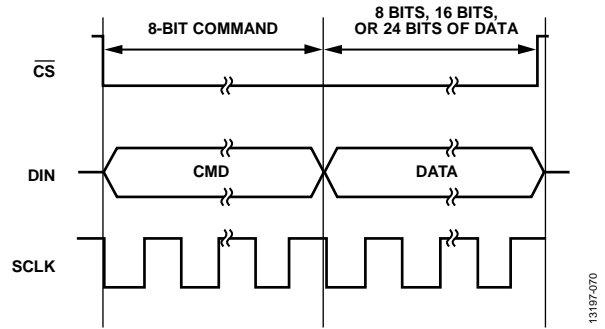 8-BIT COMMAND
8 BITS, 16 BITS,
OR 24 BITS OF DATA
CS
DIN
CMD
DATA
SCLK
13197-070